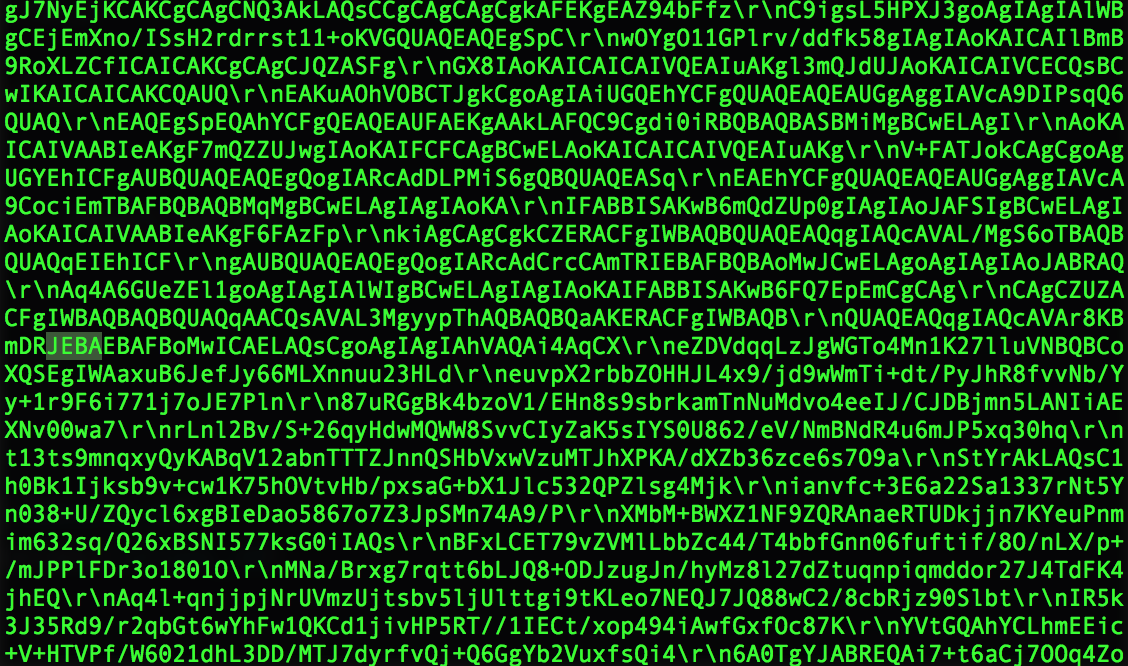 gJ7NyEjKCAKCgCAgCNQ3AkLAQsCCgCAgCAgCgkAFEKgEAZ94bFfz\r\nC9igsL5HPXJ3goAgIAgIAlWB
gCEjEmXno/ISsH2rdrrst11+oKVGQUAQEAQEgSpC\r\nwOYgO11GPlrv/ddfk58gIAgIAoKAICAIlBmB
9RoXLZCfICAICAKCgCAgCJQZASFg\r\nGX8IAoKAICAICAIVQEAIuAKgl3mQJdUJAoKAICAIVCECQsBC
wIKAICAICAKCQAUQ\r\nEAKuAOhVOBCTJgkCgoAgIAiUGQEhYCFgQUAQEAQEAUGgAggIAVcA9DIPsqQ6
QUAQ\r\nEAQEgSpEQAhYCFgQEAQEAUFAEKgAAkLAFQC9Cgdi0iRBQBAQBASBMiMgBCwELAgI\r\nAoKA
ICAIVAABIeAKgF7mQZZUJwgIAoKAIFCFCAgBCwELAoKAICAICAIVQEAIuAKg\r\nV+FATJokCAgCgoAg
UGYEhICFgAUBQUAQEAQEgQogIARcAdDLPMiS6gQBQUAQEASq\r\nEAEhYCFgQUAQEAQEAUGgAggIAVcA
9CociEmTBAFBQBAQBMqMgBCwELAgIAgIAoKA\r\nIFABBISAKwB6mQdZUp0gIAgIAoJAFSIgBCwELAgI
AoKAICAICAIVAABIeAKgF6FAzFp\r\nkiAgCAgCgkCZERACFgIWBAQBQUAQEAQqgIAQcAVAL/MgS6oTBAQB
QUAQqEIEhICF\r\ngAUBQUAQEAQEgQogIARcAdCrcCAmTRIEBAFBQBAoMwJCwELAgoAgIAgIAoJABRAQ
\r\nAq4A6GUeZEl1goAgIAgIAlWIgBCwELAgIAgIAoKAIFABBISAKwB6FQ7EpEmCgCAg\r\nCAgCZUZA
CFgIWBAQBAQBQUAQqAACQsAVAL3MgyypThAQBAQBQaAKERACFgIWBAQB\r\nQUAQEAQqgIAQcAVAr8KB
mDRJEBAEBAFBoMwICAELAQsCgoAgIAgIAhVAQAi4AqCX\r\neZDVdqqLzJgWGTo4Mn1K27lluVNBQBCo
XQSEgIWAaxuB6JefJy66MLXnnuu23HLd\r\neuvpX2rbbZOHHJL4x9/jd9wWmTi+dt/PyJhR8fvvNb/Y
y+1r9F6i771j7oJE7Pln\r\n87uRGgBk4bzoV1/EHn8s9sbrkamTnNuMdvo4eeIJ/CJDBjmn5LANIiAE
XNv00wa7\r\nrLnl2Bv/S+26qyHdwMQWW8SvvCIyZaK5sIYS0U862/eV/NmBNdR4u6mJP5xq30hq\r\n
t13ts9mnqxyQyKABqV12abnTTTZJnnQSHbVxwVzuMTJhXPKA/dXZb36zce6s7O9a\r\nStYrAkLAQsC1
h0Bk1Ijksb9v+cw1K75hOVtvHb/pxsaG+bX1Jlc532QPZlsg4Mjk\r\nianvfc+3E6a22Sa1337rNt5Y
n038+U/ZQycl6xgBIeDao5867o7Z3JpSMn74A9/P\r\nXMbM+BWXZ1NF9ZQRAnaeRTUDkjjn7KYeuPnm
im632sq/Q26xBSNI577ksG0iIAQs\r\nBFxLCET79vZVMlLbbZc44/T4bbfGnn06fuftif/8O/nLX/p+
/mJPPlFDr3o1801O\r\nMNa/Brxg7rqtt6bLJQ8+ODJzugJn/hyMz8l27dZtuqnpiqmddor27J4TdFK4
jhEQ\r\nAq4l+qnjjpjNrUVmzUjtsbv5ljUlttgi9tKLeo7NEQJ7JQ88wC2/8cbRjz90Slbt\r\nIR5k
3J35Rd9/r2qbGt6wYhFw1QKCd1jivHP5RT//1IECt/xop494iAwfGxfOc87K\r\nYVtGQAhYCLhmEEic
+V+HTVPf/W6021dhL3DD/MTJ7dyrfvQj+Q6GgYb2VuxfsQi4\r\n6A0TgYJABREQAi7+t6aCj7OOq4Zo